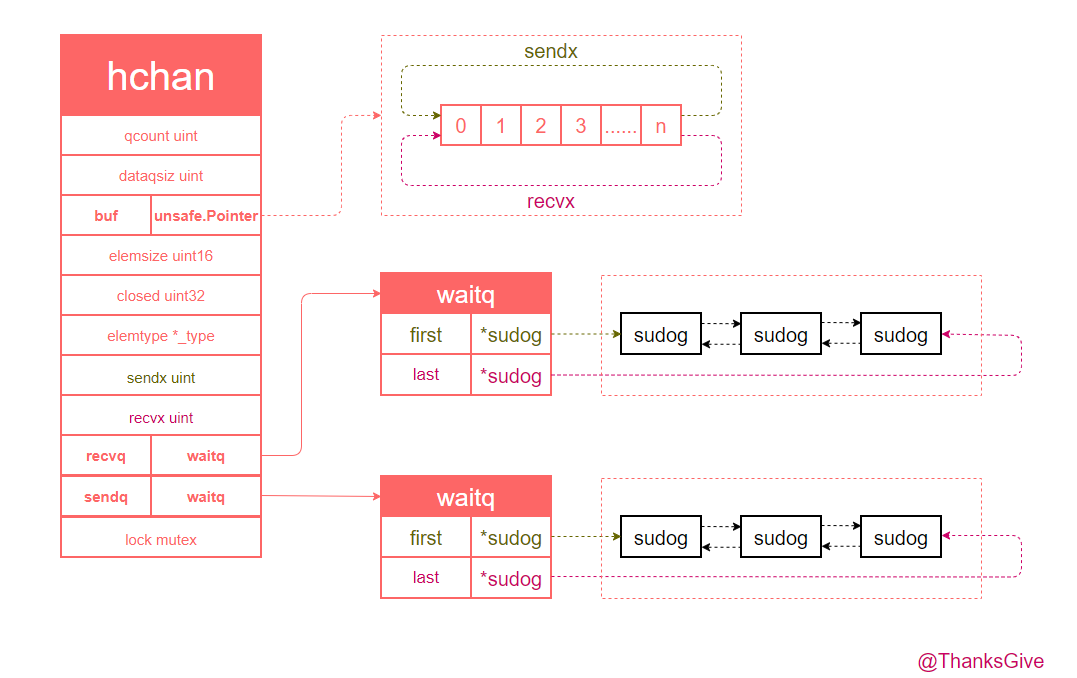 hchan
qcount uint
dataqsiz uint
buf unsafe.Pointer
elemsize uint16
closed uint32
elemtype *_type
sendx uint
recvx uint
recvq waitq
sendq waitq
lock mutex
sendx
0 1 2 3 ...... n
recvx
waitq
first *sudog
last *sudog
sudog sudog sudog
waitq
first *sudog
last *sudog
sudog sudog sudog
@ThanksGive